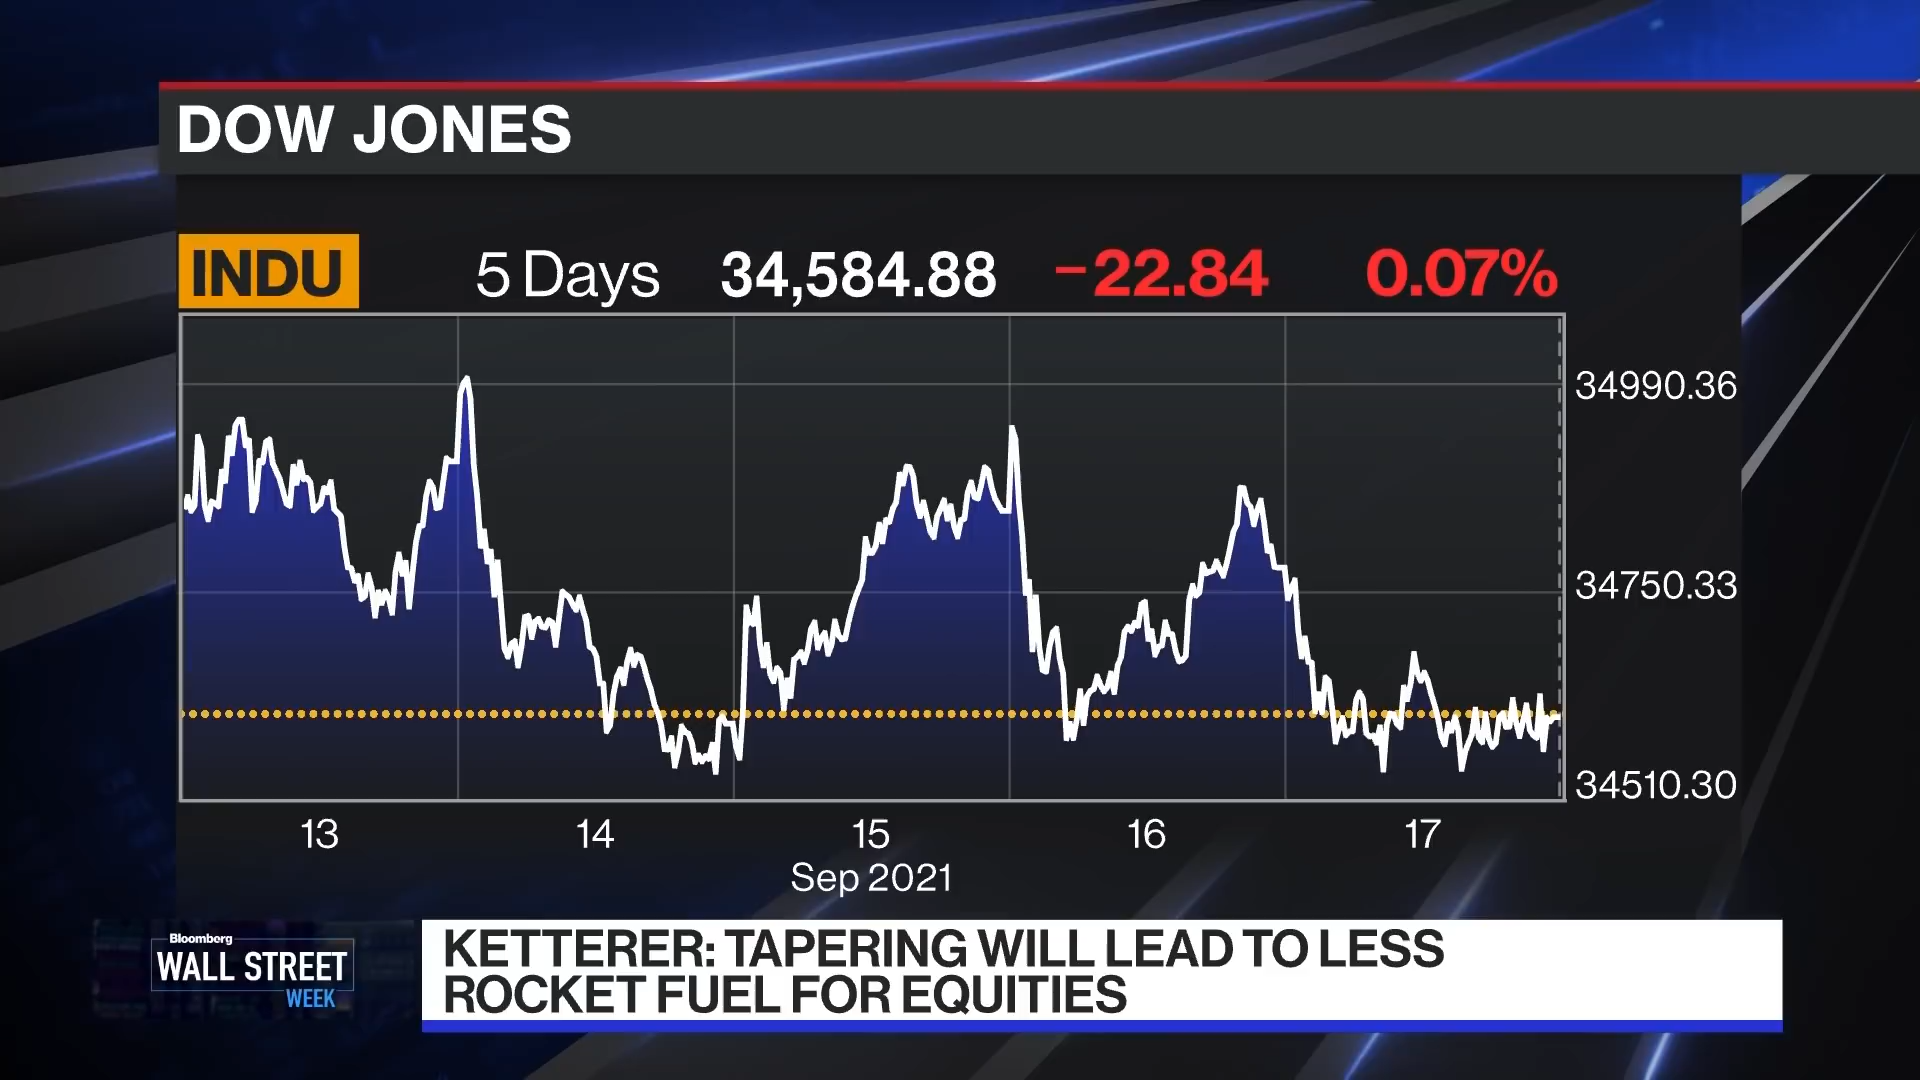 DOW JONES
INDU 5 Days 34,584.88 −22.84 0.07%
34990.36
34750.33
34510.30
13 14 15 16 17
Sep 2021
Bloomberg
WALL STREET
WEEK
KETTERER: TAPERING WILL LEAD TO LESS
ROCKET FUEL FOR EQUITIES